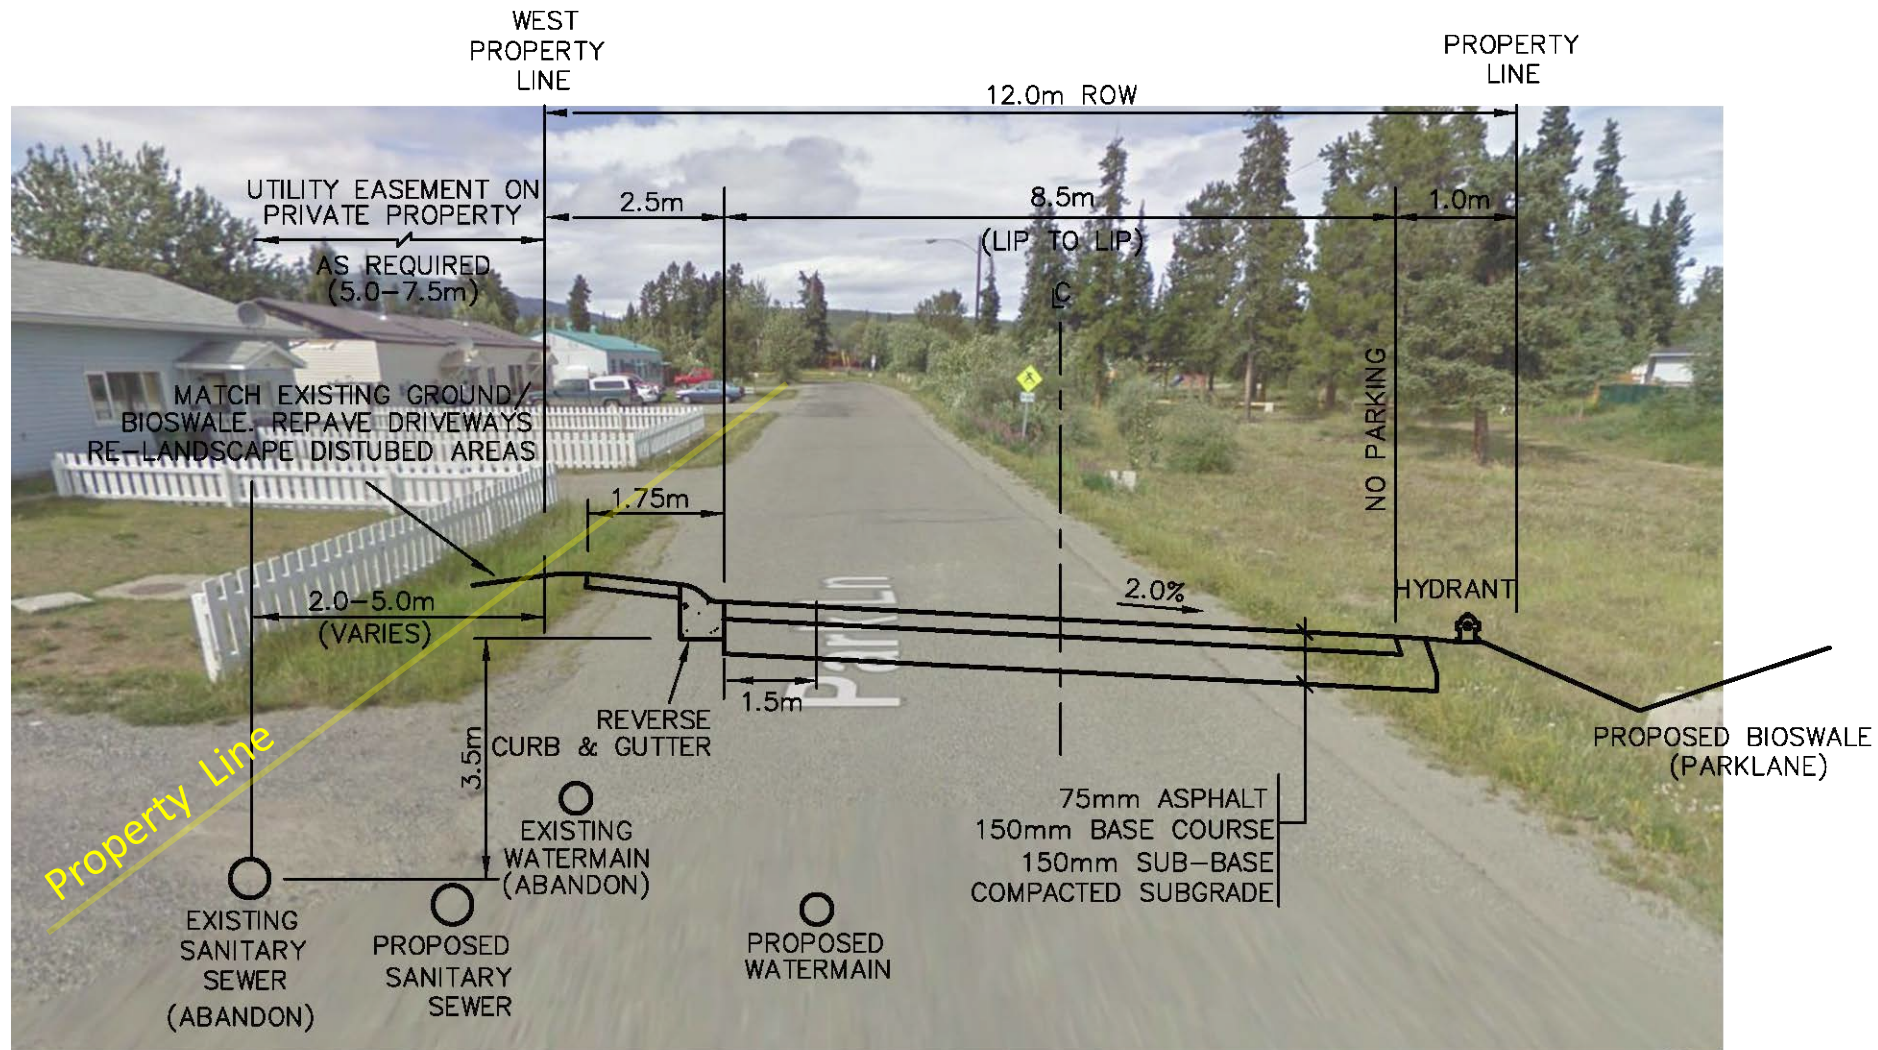 WEST
PROPERTY
LINE
PROPERTY
LINE
12.0m ROW
UTILITY EASEMENT ON
PRIVATE PROPERTY
AS REQUIRED
(5.0-7.5m)
2.5m
8.5m
(LIP TO LIP)
1.0m
CL
NO PARKING
MATCH EXISTING GROUND/
BIOSWALE. REPAVE DRIVEWAYS
RE-LANDSCAPE DISTUBED AREAS
1.75m
2.0-5.0m
(VARIES)
2.0%
HYDRANT
Park Ln
1.5m
REVERSE
CURB & GUTTER
3.5m
Property Line
PROPOSED BIOSWALE
(PARKLANE)
75mm ASPHALT
150mm BASE COURSE
150mm SUB-BASE
COMPACTED SUBGRADE
EXISTING
WATERMAIN
(ABANDON)
EXISTING
SANITARY
SEWER
(ABANDON)
PROPOSED
SANITARY
SEWER
PROPOSED
WATERMAIN